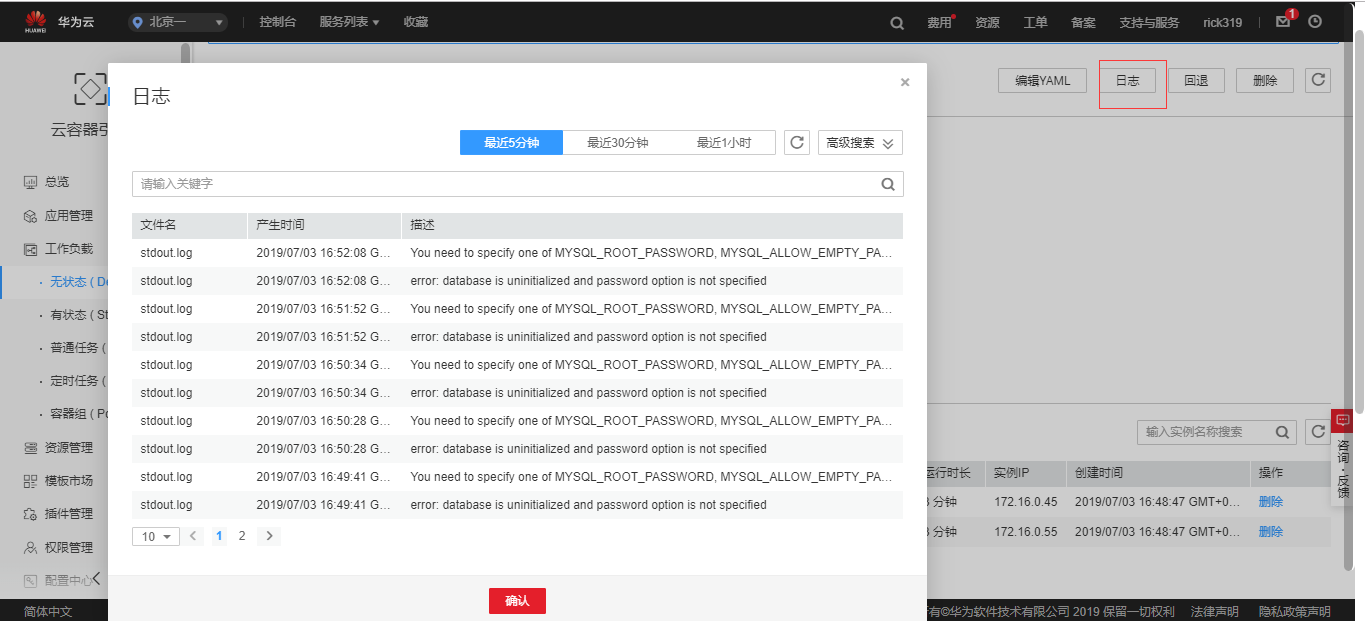 HUAWEI 华为云 北京一 控制台 服务列表 收藏 费用 资源 工单 备案 支持与服务 rick319 1
编辑YAML 日志 回退 删除
云容器引
总览
应用管理
工作负载
无状态 ( De
有状态 ( St
普通任务 (
定时任务 (
容器组 ( Po
资源管理
模板市场
插件管理
权限管理
配置中心
日志 ×
最近5分钟 最近30分钟 最近1小时 高级搜索
请输入关键字
文件名 产生时间 描述
stdout.log 2019/07/03 16:52:08 G... You need to specify one of MYSQL_ROOT_PASSWORD, MYSQL_ALLOW_EMPTY_PA...
stdout.log 2019/07/03 16:52:08 G... error: database is uninitialized and password option is not specified
stdout.log 2019/07/03 16:51:52 G... You need to specify one of MYSQL_ROOT_PASSWORD, MYSQL_ALLOW_EMPTY_PA...
stdout.log 2019/07/03 16:51:52 G... error: database is uninitialized and password option is not specified
stdout.log 2019/07/03 16:50:34 G... You need to specify one of MYSQL_ROOT_PASSWORD, MYSQL_ALLOW_EMPTY_PA...
stdout.log 2019/07/03 16:50:34 G... error: database is uninitialized and password option is not specified
stdout.log 2019/07/03 16:50:28 G... You need to specify one of MYSQL_ROOT_PASSWORD, MYSQL_ALLOW_EMPTY_PA...
stdout.log 2019/07/03 16:50:28 G... error: database is uninitialized and password option is not specified
stdout.log 2019/07/03 16:49:41 G... You need to specify one of MYSQL_ROOT_PASSWORD, MYSQL_ALLOW_EMPTY_PA...
stdout.log 2019/07/03 16:49:41 G... error: database is uninitialized and password option is not specified
10 1 2
确认
输入实例名称搜索
运行时长 实例IP 创建时间 操作
3 分钟 172.16.0.45 2019/07/03 16:48:47 GMT+0... 删除
3 分钟 172.16.0.55 2019/07/03 16:48:47 GMT+0... 删除
咨询·反馈
简体中文 有©华为软件技术有限公司 2019 保留一切权利 法律声明 隐私政策声明